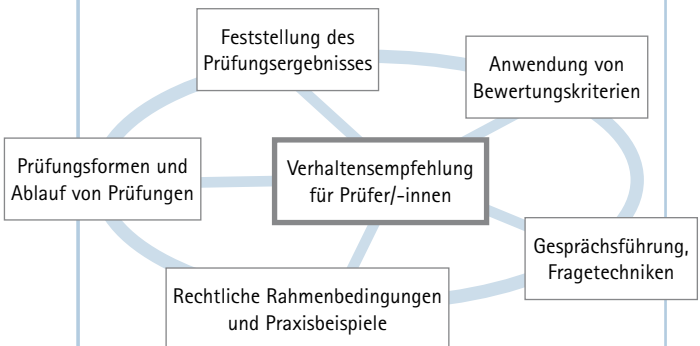 Feststellung des
Prüfungsergebnisses
Anwendung von
Bewertungskriterien
Prüfungsformen und
Ablauf von Prüfungen
Verhaltensempfehlung
für Prüfer/-innen
Gesprächsführung,
Fragetechniken
Rechtliche Rahmenbedingungen
und Praxisbeispiele